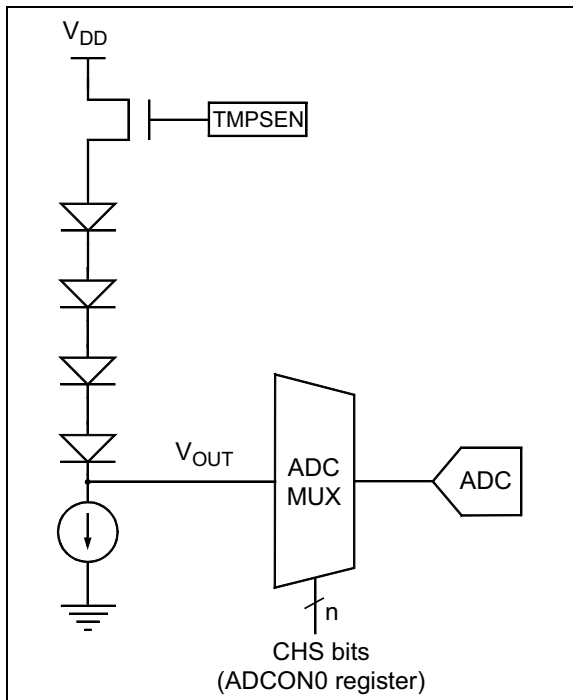 VDD
TMPSEN
VOUT
ADC
MUX
ADC
n
CHS bits
(ADCON0 register)